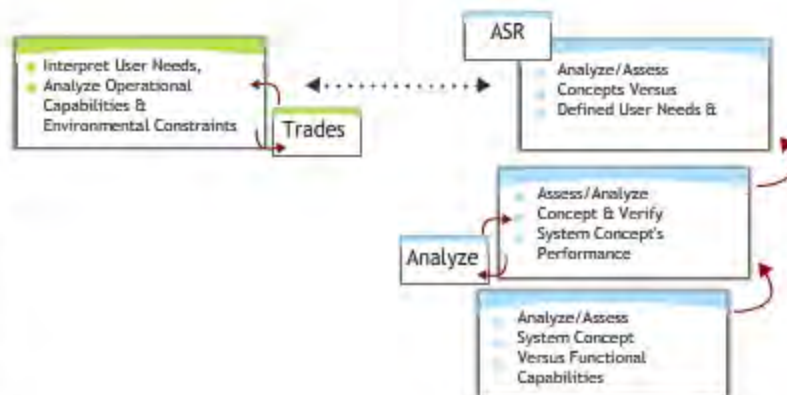 Interpret User Needs,
Analyze Operational
Capabilities &
Environmental Constraints
Trades
ASR
Analyze/Assess
Concepts Versus
Defined User Needs &
Assess/Analyze
Concept & Verify
System Concept's
Performance
Analyze
Analyze/Assess
System Concept
Versus Functional
Capabilities